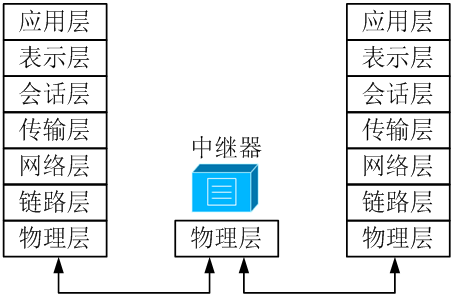 应用层
表示层
会话层
传输层
网络层
链路层
物理层
中继器
物理层
应用层
表示层
会话层
传输层
网络层
链路层
物理层